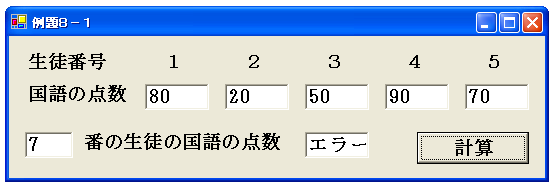 例題8－1
生徒番号 1 2 3 4 5
国語の点数 80 20 50 90 70
7 番の生徒の国語の点数 エラー 計算